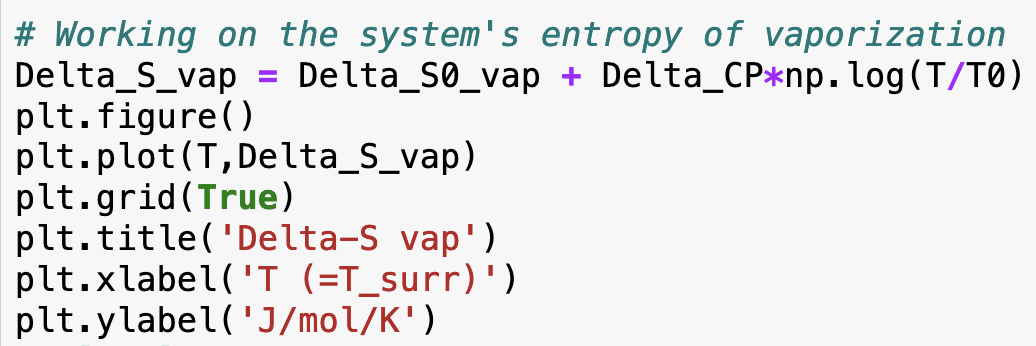 # Working on the system's entropy of vaporization
Delta_S_vap = Delta_S0_vap + Delta_CP*np.log(T/T0)
plt.figure()
plt.plot(T,Delta_S_vap)
plt.grid(True)
plt.title('Delta-S vap')
plt.xlabel('T (=T_surr)')
plt.ylabel('J/mol/K')